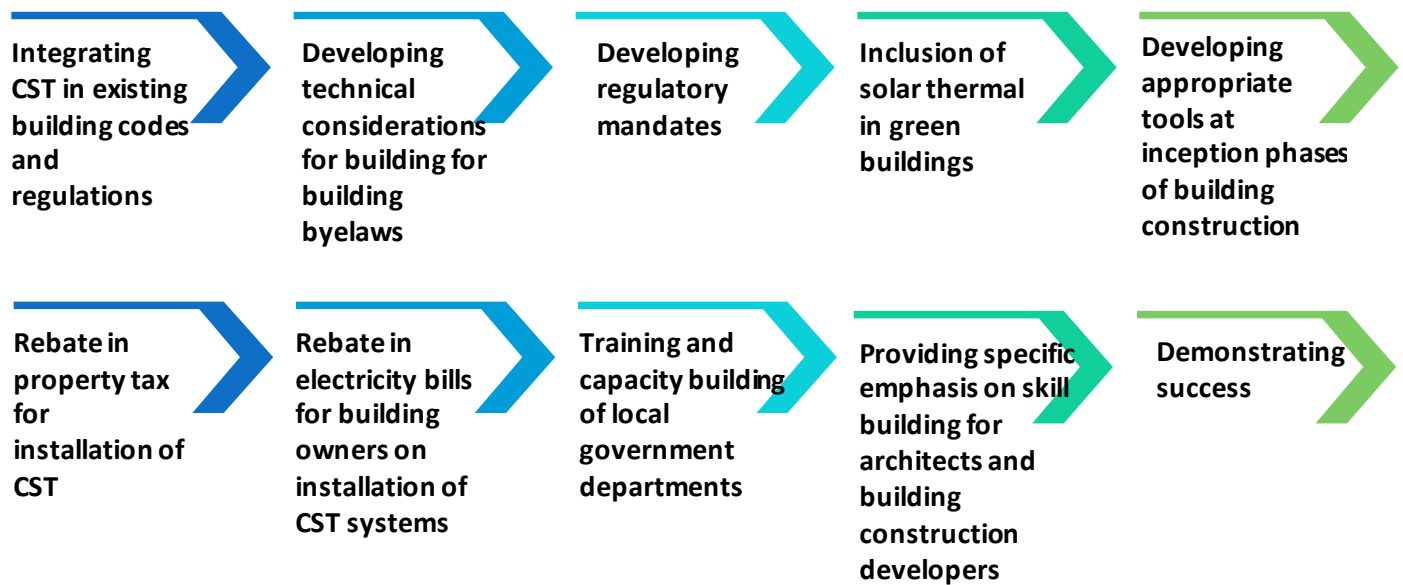 Integrating
CST in existing
building codes
and
regulations
Developing
technical
considerations
for building for
building
byelaws
Developing
regulatory
mandates
Inclusion of
solar thermal
in green
buildings
Developing
appropriate
tools at
inception phases
of building
construction
Rebate in
property tax
for
installation of
CST
Rebate in
electricity bills
for building
owners on
installation of
CST systems
Training and
capacity building
of local
government
departments
Providing specific
emphasis on skill
building for
architects and
building
construction
developers
Demonstrating
success